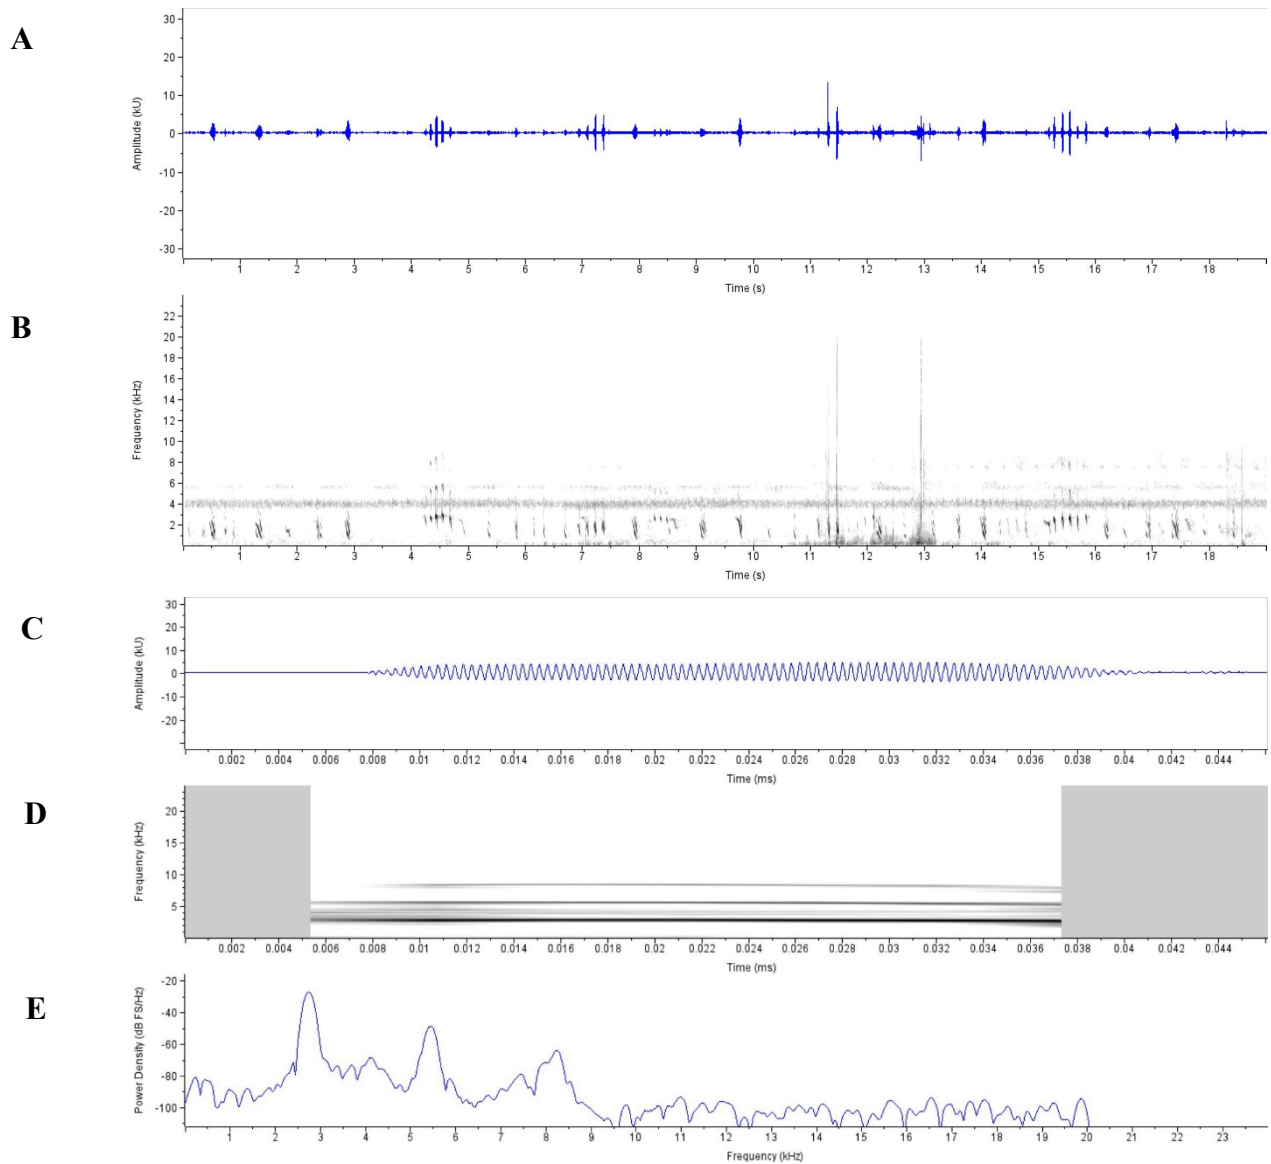 A
Amplitude (kU)
30
20
10
0
-10
-20
-30
1 2 3 4 5 6 7 8 9 10 11 12 13 14 15 16 17 18
Time (s)
B
Frequency (kHz)
22
20
18
16
14
12
10
8
6
4
2
1 2 3 4 5 6 7 8 9 10 11 12 13 14 15 16 17 18
Time (s)
C
Amplitude (kU)
30
20
10
0
-10
-20
0.002 0.004 0.006 0.008 0.01 0.012 0.014 0.016 0.018 0.02 0.022 0.024 0.026 0.028 0.03 0.032 0.034 0.036 0.038 0.04 0.042 0.044
Time (ms)
D
Frequency (kHz)
20
15
10
5
0.002 0.004 0.006 0.008 0.01 0.012 0.014 0.016 0.018 0.02 0.022 0.024 0.026 0.028 0.03 0.032 0.034 0.036 0.038 0.04 0.042 0.044
Time (ms)
E
Power Density (dB FS/Hz)
-20
-40
-60
-80
-100
1 2 3 4 5 6 7 8 9 10 11 12 13 14 15 16 17 18 19 20 21 22 23
Frequency (kHz)